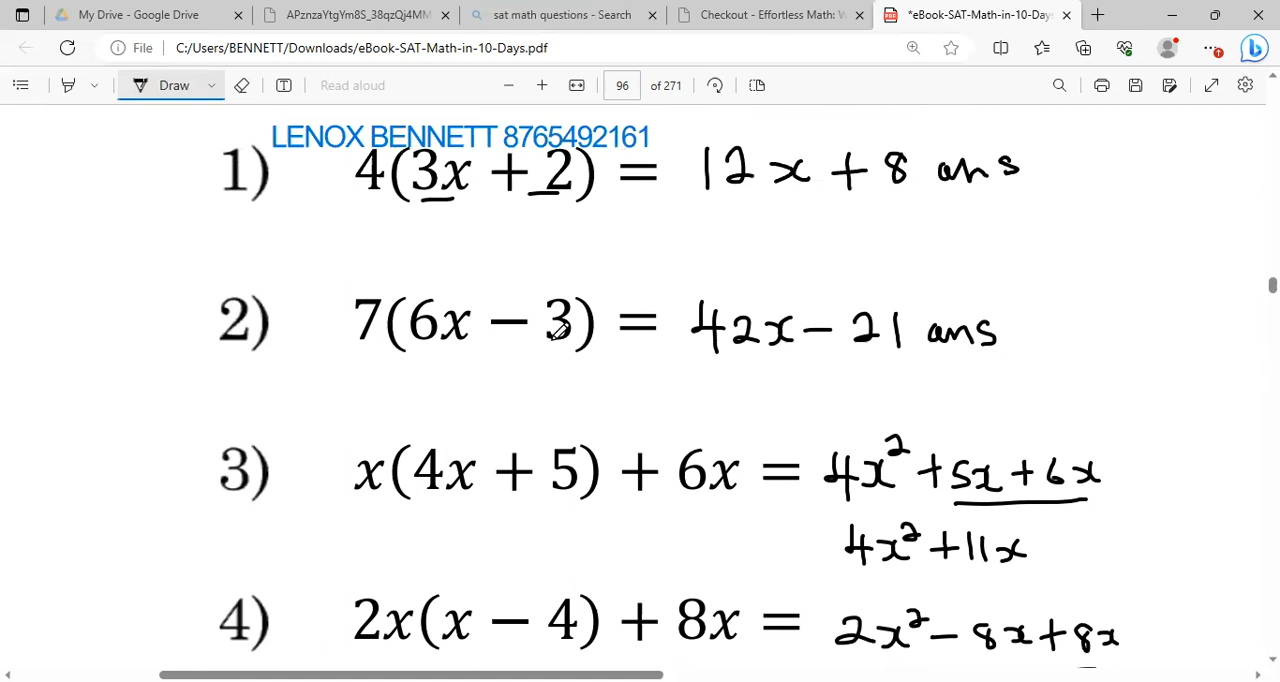 My Drive - Google Drive
APznzaYtgYm8S_38qzQj4MM
sat math questions - Search
Checkout - Effortless Math: W
*eBook-SAT-Math-in-10-Days
File
C:/Users/BENNETT/Downloads/eBook-SAT-Math-in-10-Days.pdf
Draw
Read aloud
96 of 271
LENOX BENNETT 8765492161
1) 4(3x + 2) = 12x + 8 ans
2) 7(6x − 3) = 42x − 21 ans
3) x(4x + 5) + 6x = 4x² + 5x + 6x
4x² + 11x
4) 2x(x − 4) + 8x = 2x² − 8x + 8x